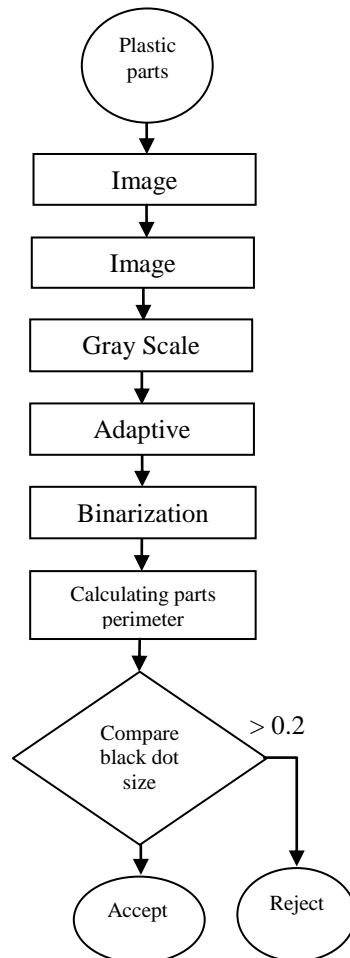 Plastic
parts
Image
Image
Gray Scale
Adaptive
Binarization
Calculating parts
perimeter
Compare
black dot
size
> 0.2
Accept
Reject